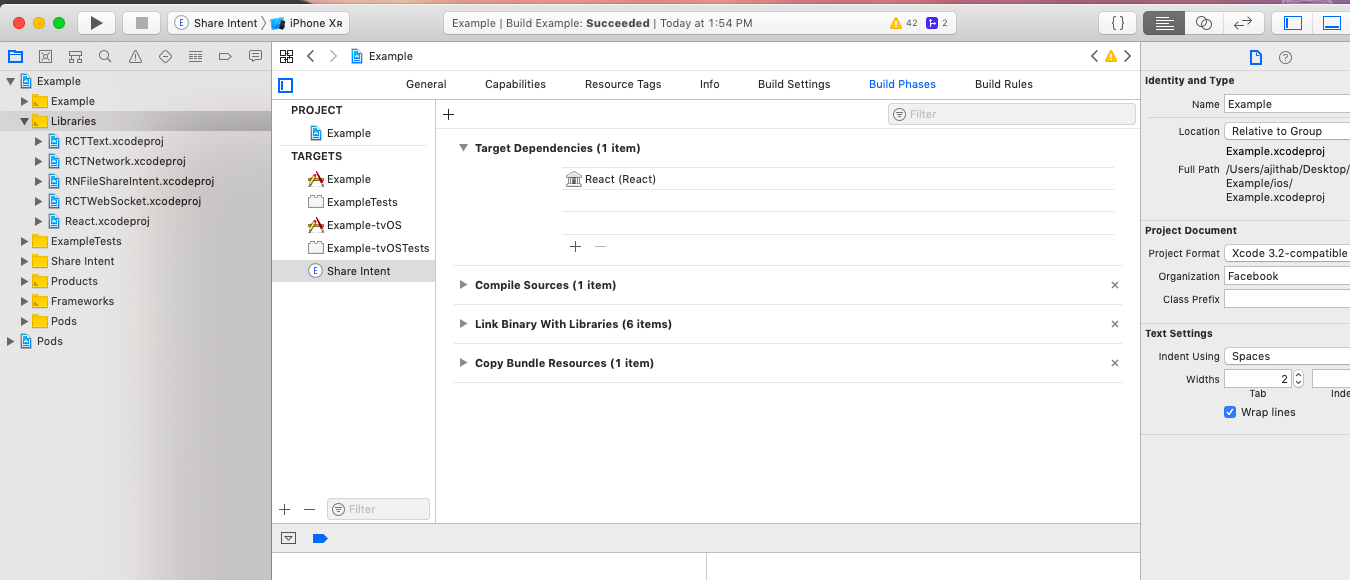 Share Intent
iPhone XR
Example | Build Example: Succeeded | Today at 1:54 PM
42
2
{ }
Example
General
Capabilities
Resource Tags
Info
Build Settings
Build Phases
Build Rules
Example
Example
Libraries
RCTText.xcodeproj
RCTNetwork.xcodeproj
RNFileShareIntent.xcodeproj
RCTWebSocket.xcodeproj
React.xcodeproj
ExampleTests
Share Intent
Products
Frameworks
Pods
Pods
PROJECT
Example
TARGETS
Example
ExampleTests
Example-tvOS
Example-tvOSTests
E
Share Intent
Filter
Filter
Target Dependencies (1 item)
React (React)
Compile Sources (1 item)
Link Binary With Libraries (6 items)
Copy Bundle Resources (1 item)
Identity and Type
Name Example
Location Relative to Group
Example.xcodeproj
Full Path /Users/ajithab/Desktop/
Example/ios/
Example.xcodeproj
Project Document
Project Format Xcode 3.2-compatible
Organization Facebook
Class Prefix
Text Settings
Indent Using Spaces
Widths 2
Tab
Inde
Wrap lines